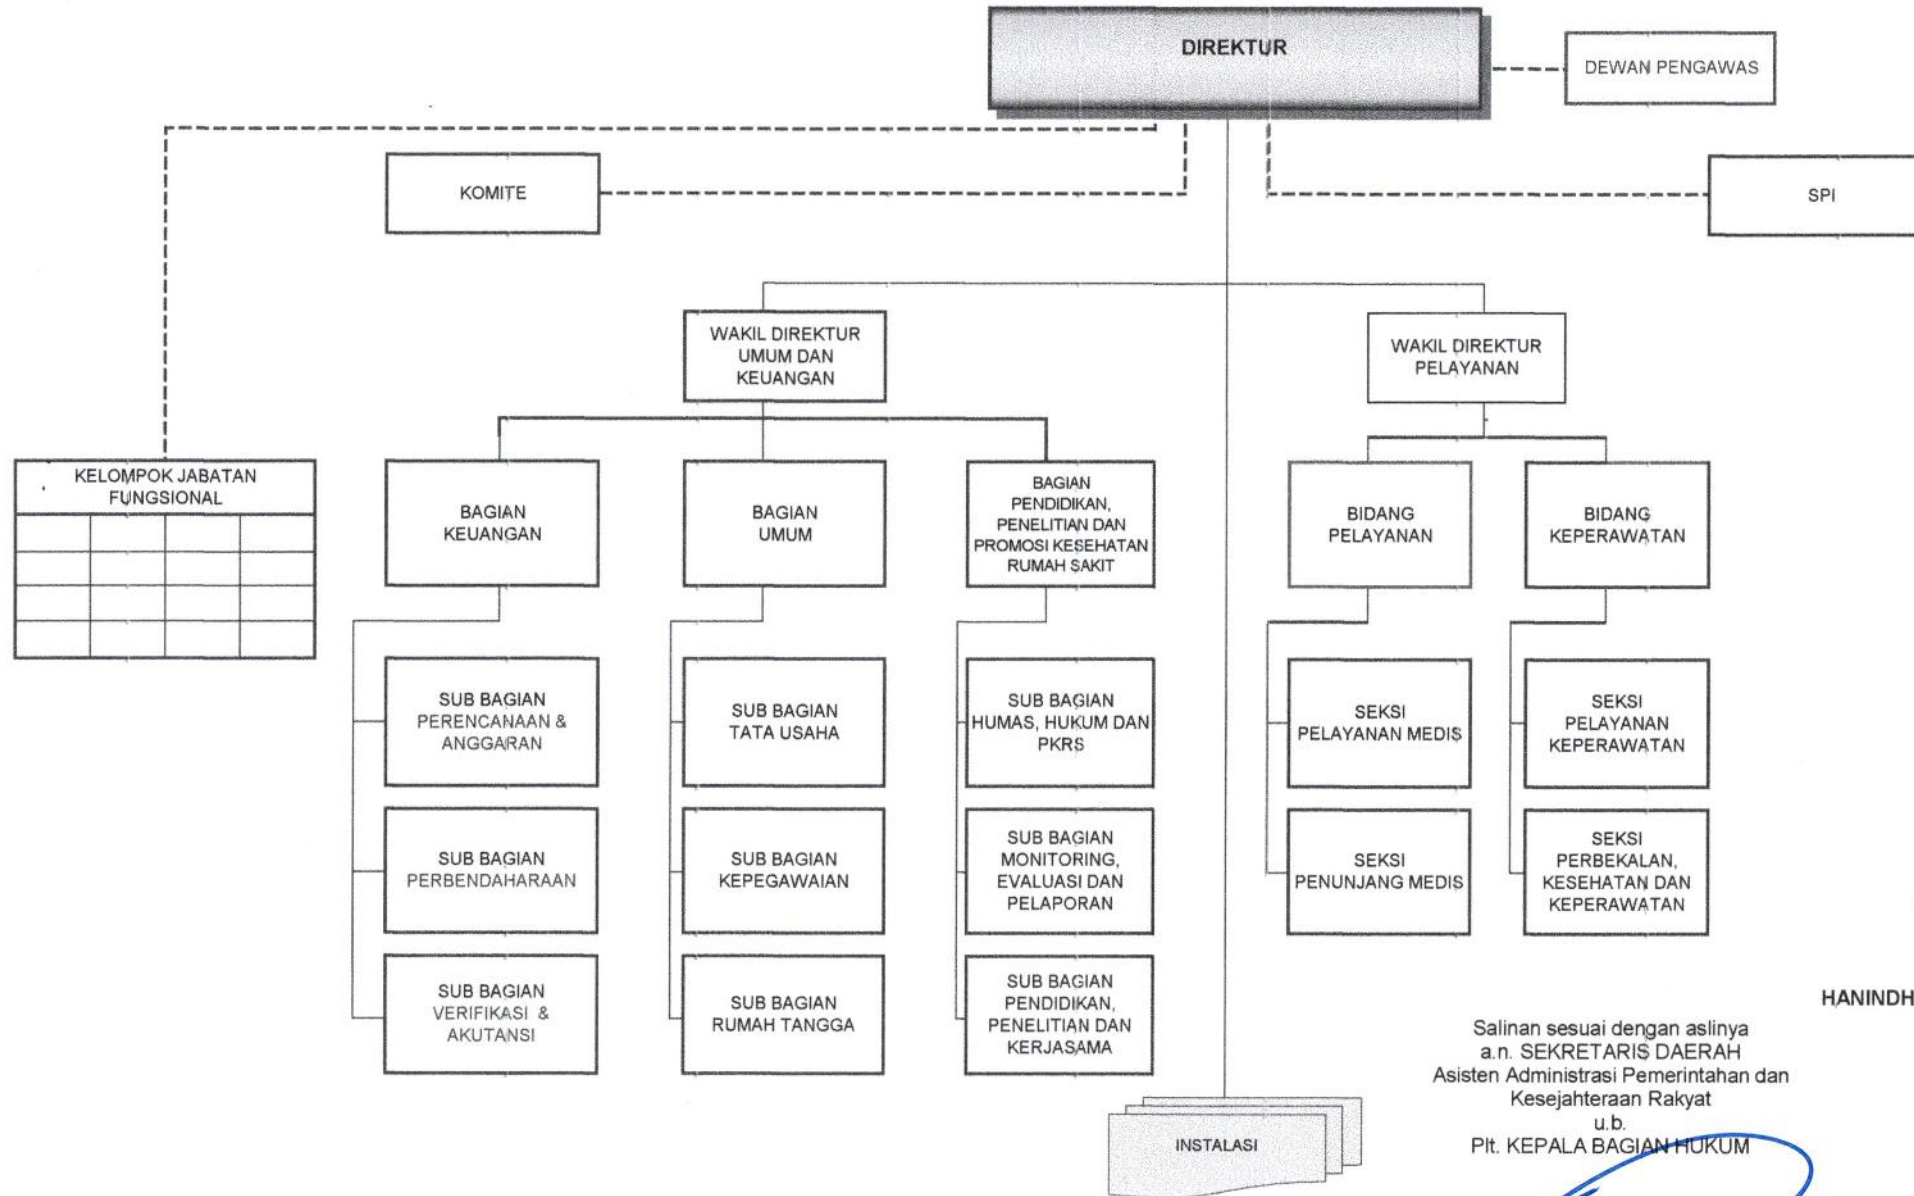 DIREKTUR
DEWAN PENGAWAS
KOMITE
SPI
WAKIL DIREKTUR
UMUM DAN
KEUANGAN
WAKIL DIREKTUR
PELAYANAN
KELOMPOK JABATAN
FUNGSIONAL
BAGIAN
KEUANGAN
BAGIAN
UMUM
BAGIAN
PENDIDIKAN,
PENELITIAN DAN
PROMOSI KESEHATAN
RUMAH SAKIT
BIDANG
PELAYANAN
BIDANG
KEPERAWATAN
SUB BAGIAN
PERENCANAAN &
ANGGARAN
SUB BAGIAN
TATA USAHA
SUB BAGIAN
HUMAS, HUKUM DAN
PKRS
SEKSI
PELAYANAN MEDIS
SEKSI
PELAYANAN
KEPERAWATAN
SUB BAGIAN
PERBENDAHARAAN
SUB BAGIAN
KEPEGAWAIAN
SUB BAGIAN
MONITORING,
EVALUASI DAN
PELAPORAN
SEKSI
PENUNJANG MEDIS
SEKSI
PERBEKALAN,
KESEHATAN DAN
KEPERAWATAN
SUB BAGIAN
VERIFIKASI &
AKUTANSI
SUB BAGIAN
RUMAH TANGGA
SUB BAGIAN
PENDIDIKAN,
PENELITIAN DAN
KERJASAMA
INSTALASI
HANINDH
Salinan sesuai dengan aslinya
a.n. SEKRETARIS DAERAH
Asisten Administrasi Pemerintahan dan
Kesejahteraan Rakyat
u.b.
Plt. KEPALA BAGIAN HUKUM